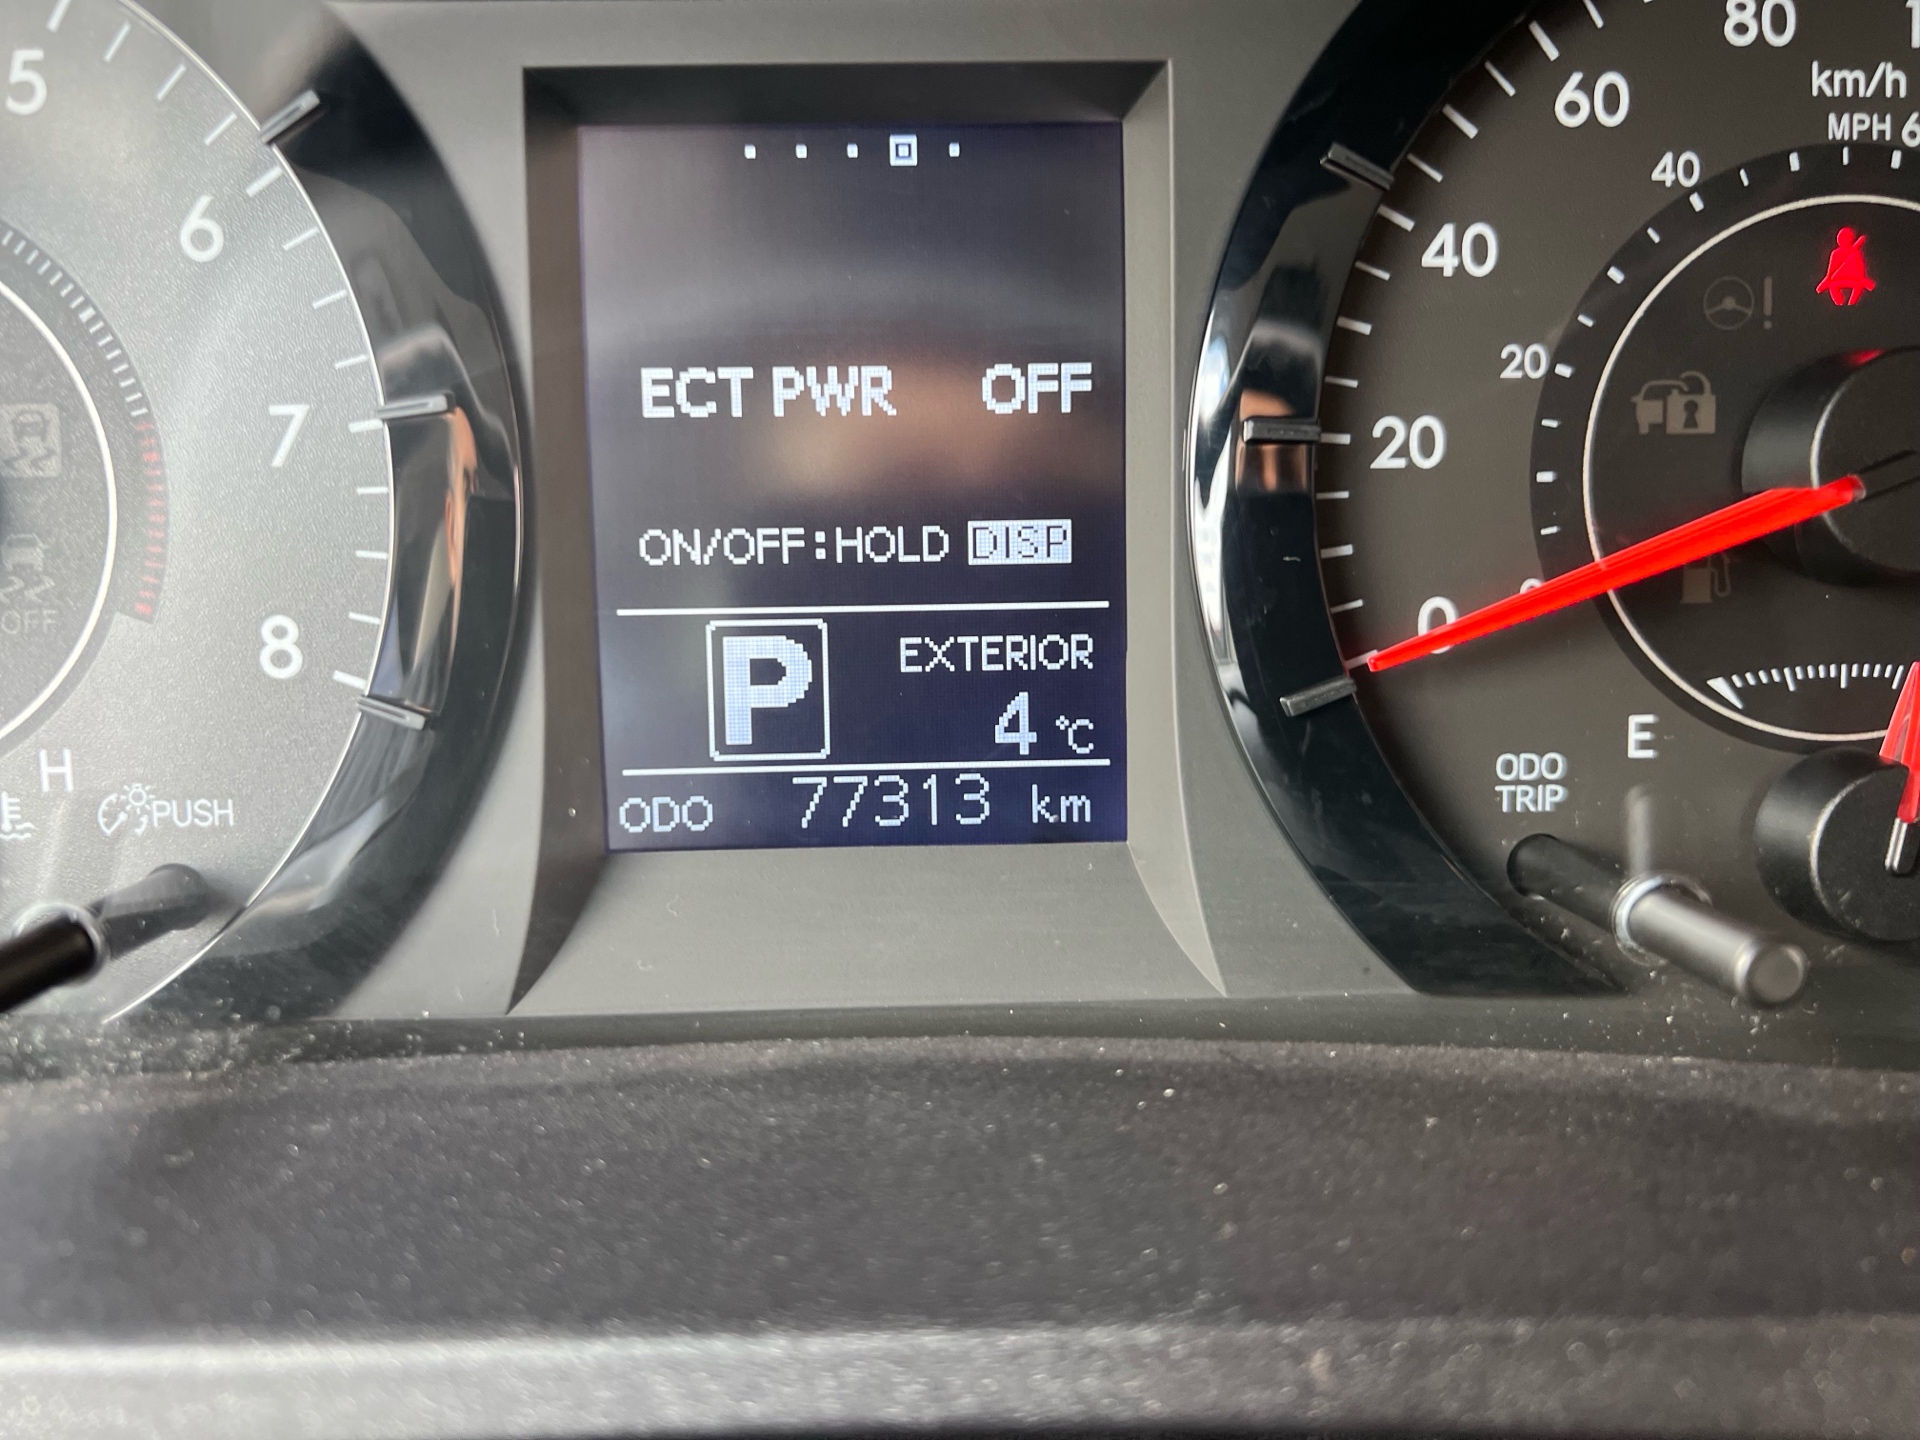 5
6
7
8
H
PUSH
OFF
ECT PWR OFF
ON/OFF:HOLD DISP
P
EXTERIOR
4 °C
ODO 77313 km
80
60
40
20
0
km/h
MPH
40
20
E
ODO
TRIP